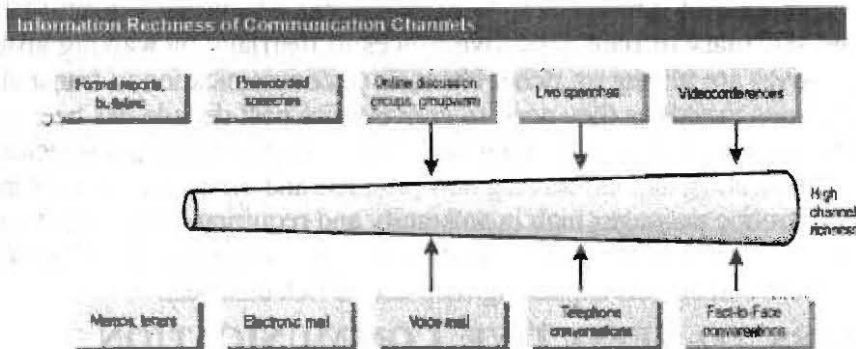 Information Richness of Communication Channels
Formal reports,
bulletins
Prerecorded
speeches
Online discussion
groups, groupware
Live speeches
Videoconferences
High
channel
richness
Memos, letters
Electronic mail
Voice mail
Telephone
conversations
Fact-to-Face
conversations